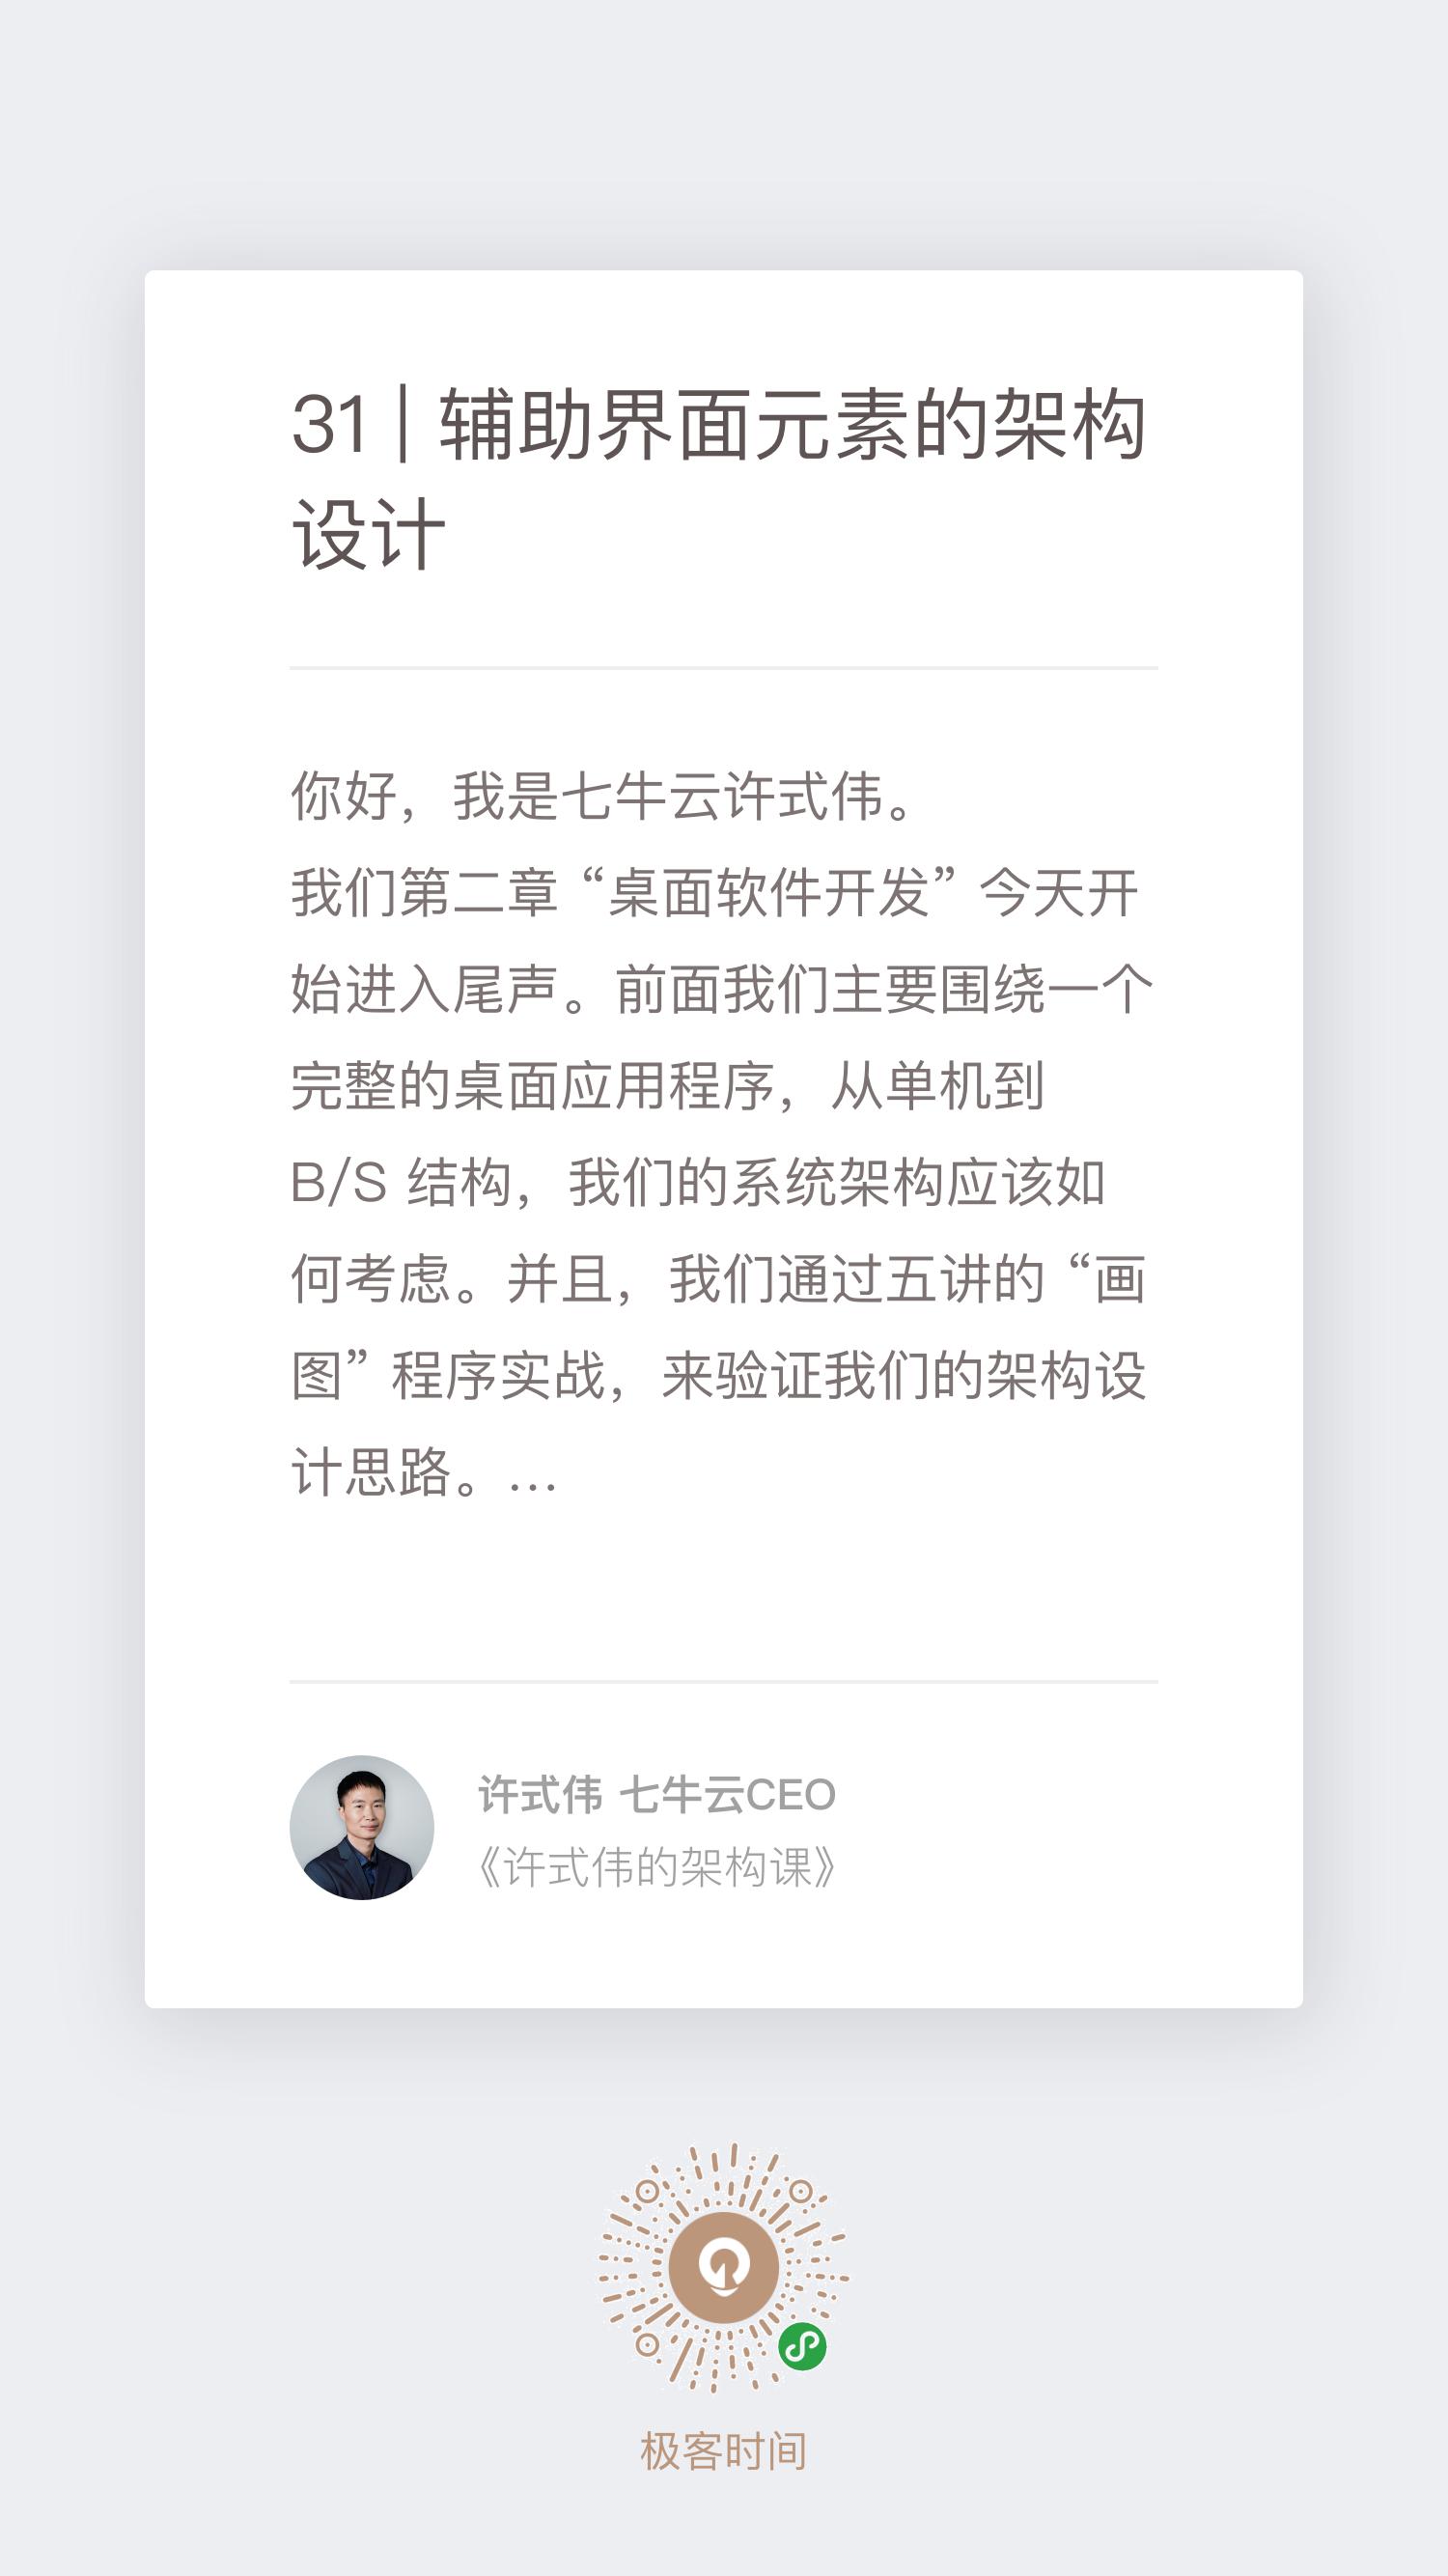 31 | 辅助界面元素的架构
设计
你好，我是七牛云许式伟。
我们第二章 “桌面软件开发” 今天开
始进入尾声。前面我们主要围绕一个
完整的桌面应用程序，从单机到
B/S 结构，我们的系统架构应该如
何考虑。并且，我们通过五讲的 “画
图” 程序实战，来验证我们的架构设
计思路。...
许式伟 七牛云CEO
《许式伟的架构课》
极客时间